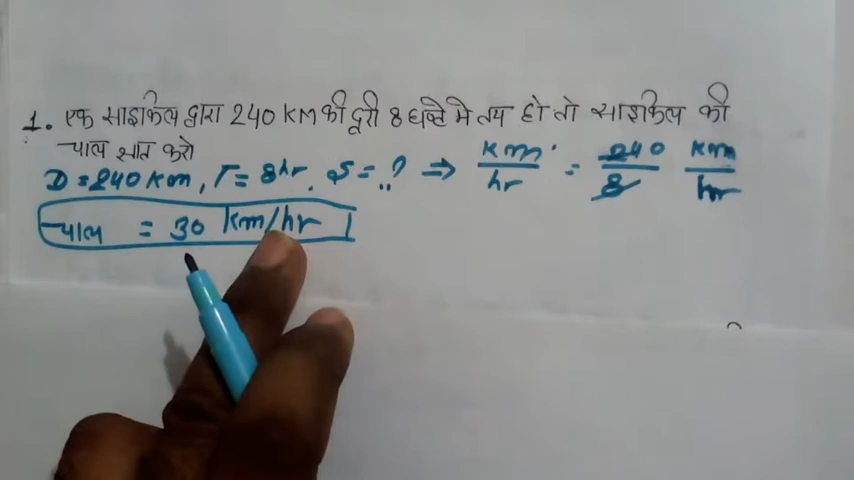 1. एक साइकिल द्वारा 240 KM की दूरी 8 घण्टे मे तय हो तो साइकिल की
चाल ज्ञात करो
D = 240 Km, T = 8 hr, S = ..? ⇒ Km/hr = 240/8 Km/hr
चाल = 30 Km/hr